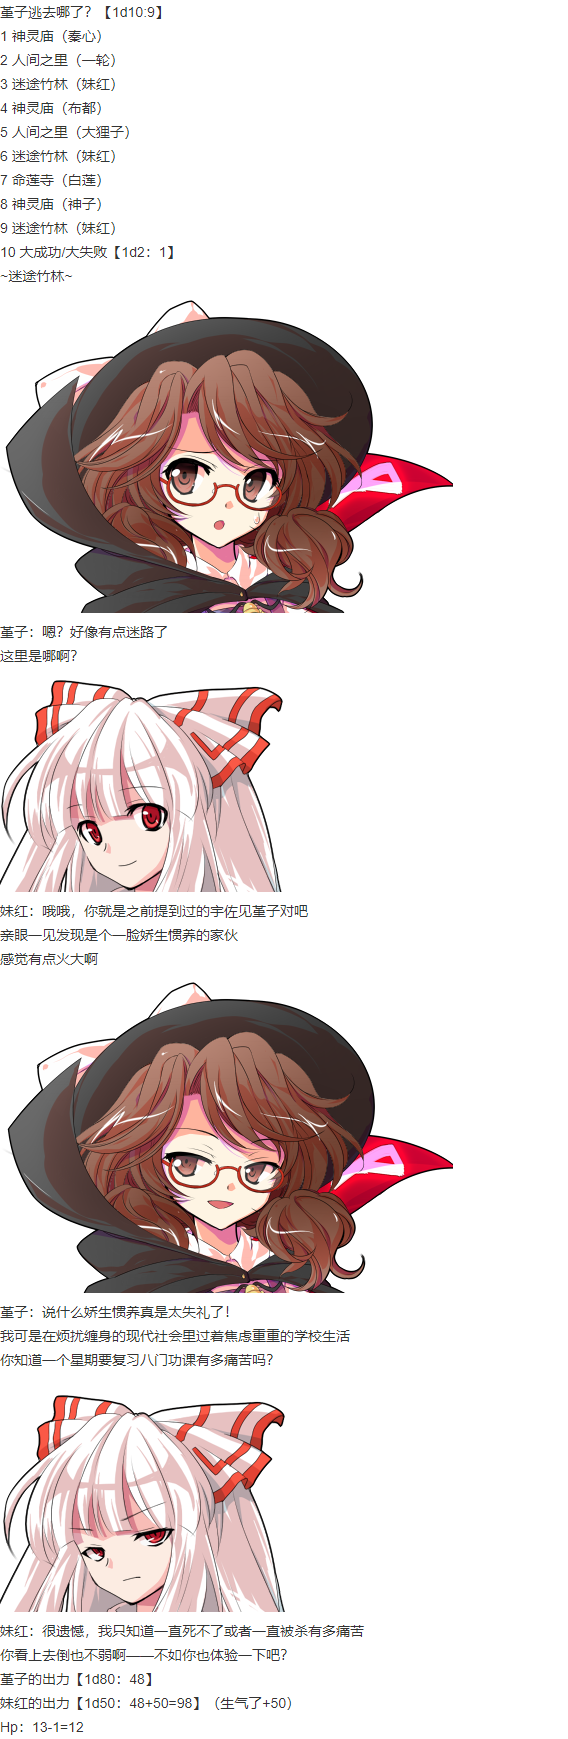 堇子逃去哪了？【1d10:9】
1 神灵庙（秦心）
2 人间之里（一轮）
3 迷途竹林（妹红）
4 神灵庙（布都）
5 人间之里（大狸子）
6 迷途竹林（妹红）
7 命莲寺（白莲）
8 神灵庙（神子）
9 迷途竹林（妹红）
10 大成功/大失败【1d2：1】
~迷途竹林~
堇子：嗯？好像有点迷路了
这里是哪啊？
妹红：哦哦，你就是之前提到过的宇佐见堇子对吧
亲眼一见发现是个一脸娇生惯养的家伙
感觉有点火大啊
堇子：说什么娇生惯养真是太失礼了！
我可是在烦扰缠身的现代社会里过着焦虑重重的学校生活
你知道一个星期要复习八门功课有多痛苦吗？
妹红：很遗憾，我只知道一直死不了或者一直被杀有多痛苦
你看上去倒也不弱啊——不如你也体验一下吧？
堇子的出力【1d80：48】
妹红的出力【1d50：48+50=98】（生气了+50）
Hp：13-1=12